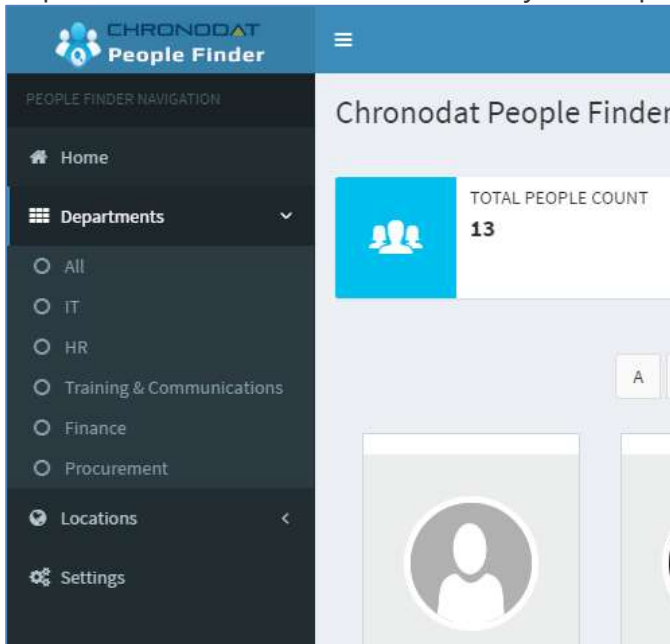 CHRONODAT
People Finder
PEOPLE FINDER NAVIGATION
Home
Departments
All
IT
HR
Training & Communications
Finance
Procurement
Locations
Settings
Chronodat People Finder
TOTAL PEOPLE COUNT
13
A